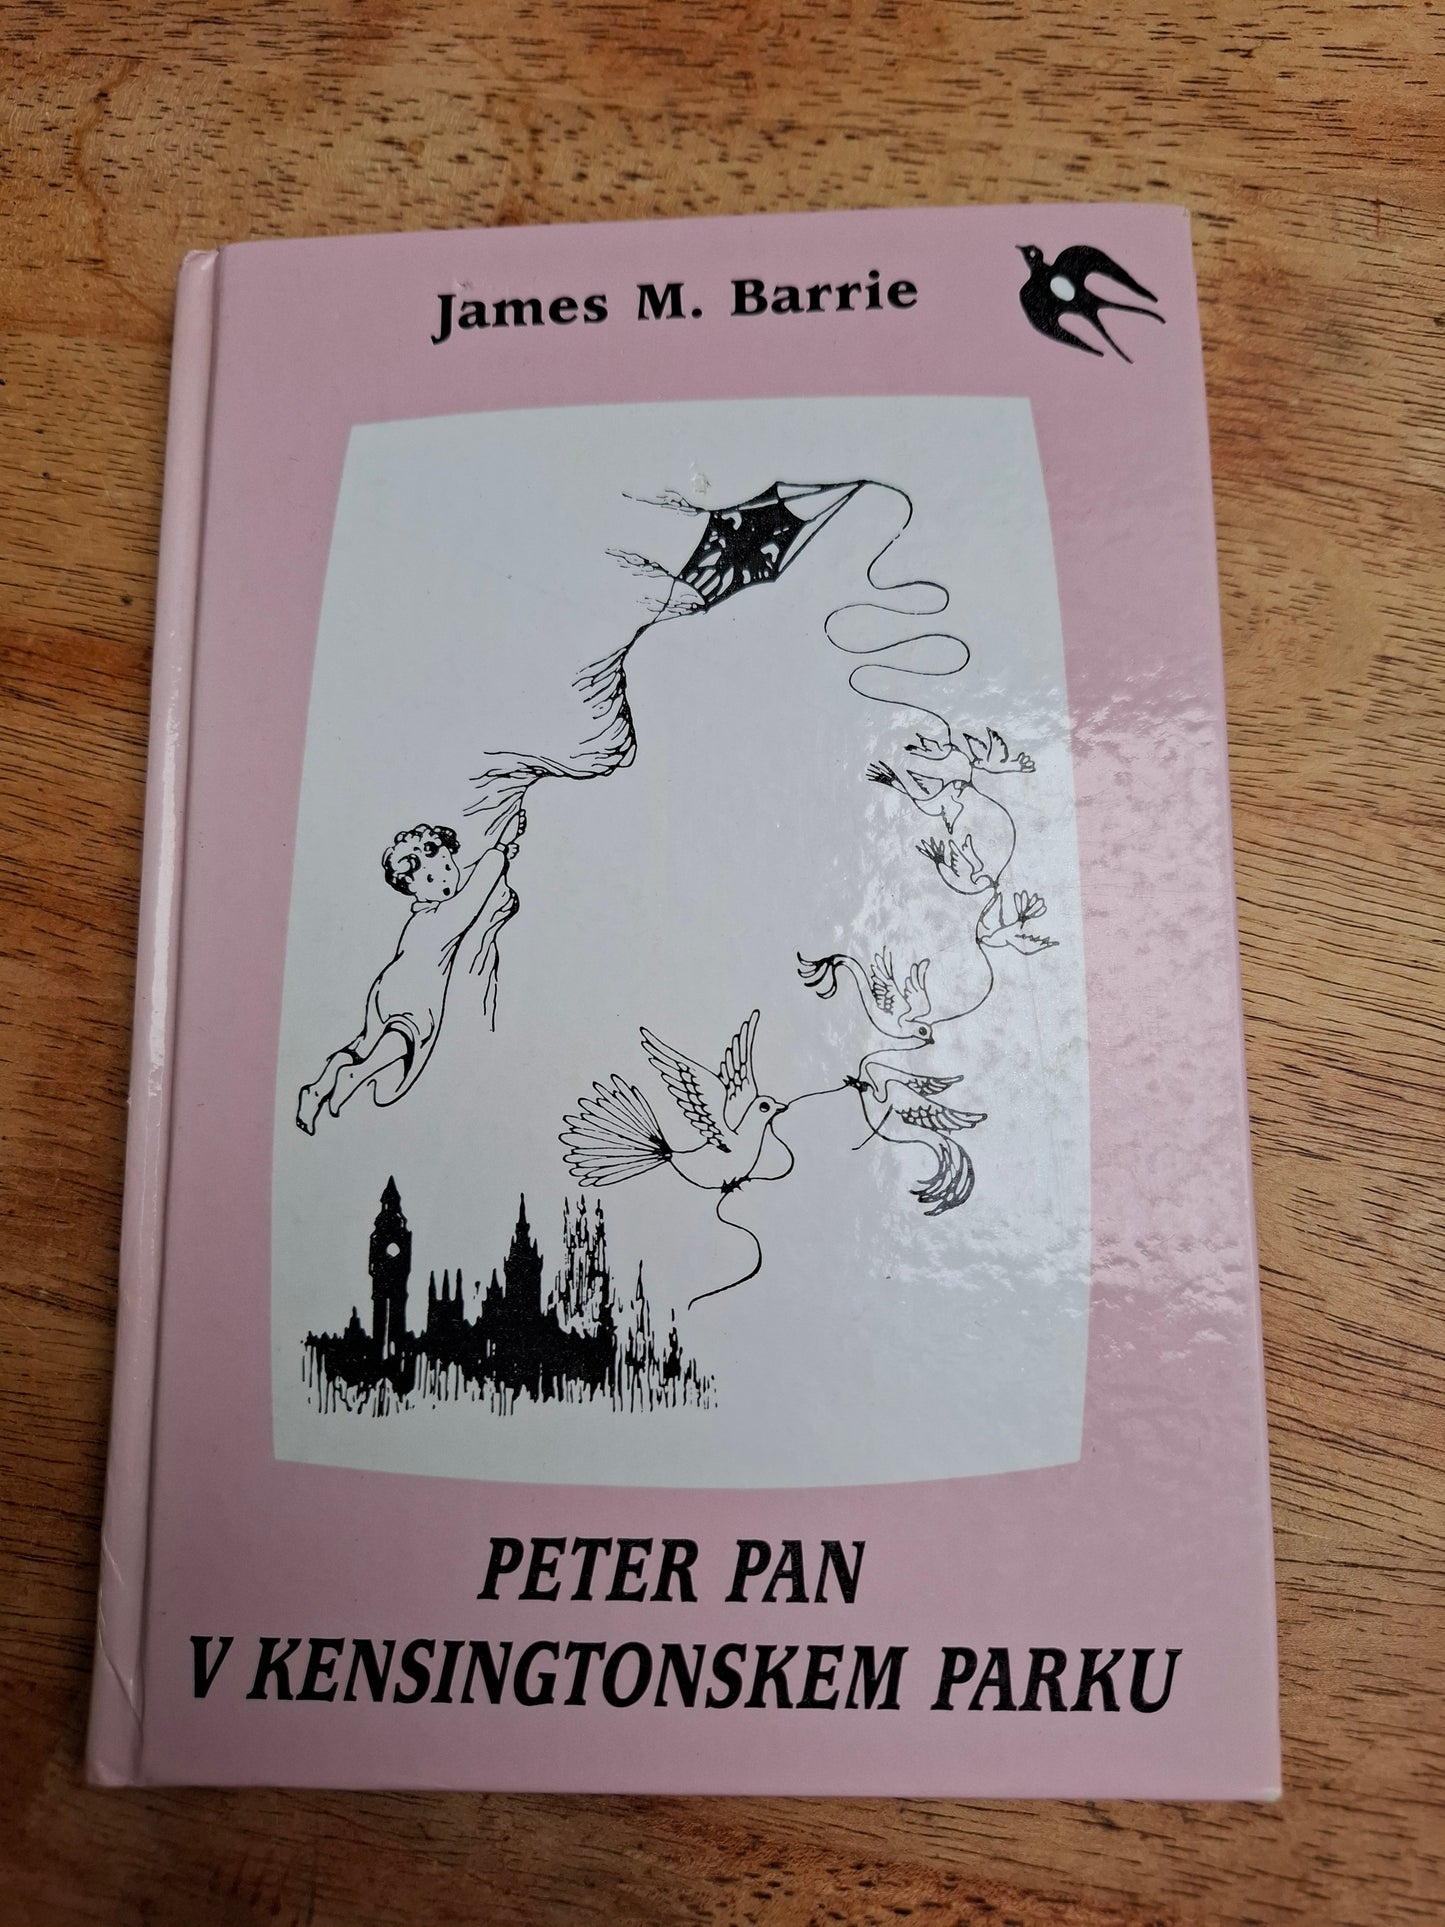 James M. Barrie
PETER PAN
V KENSINGTONSKEM PARKU